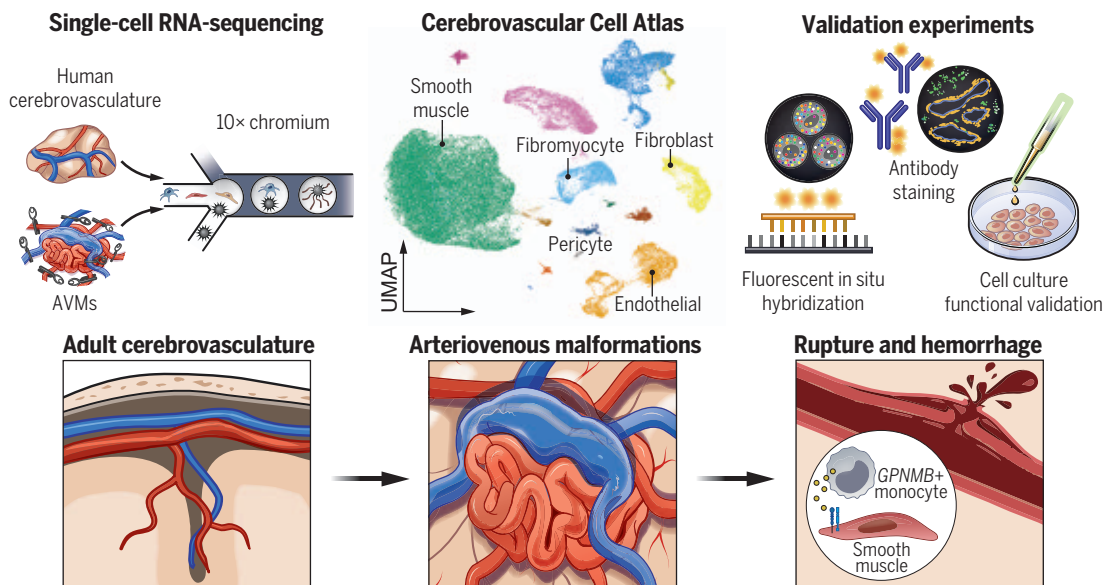 Single-cell RNA-sequencing
Human
cerebrovasculature
10× chromium
AVMs
Cerebrovascular Cell Atlas
Smooth
muscle
Fibromyocyte
Fibroblast
Pericyte
Endothelial
UMAP
Validation experiments
Antibody
staining
Fluorescent in situ
hybridization
Cell culture
functional validation
Adult cerebrovasculature
Arteriovenous malformations
Rupture and hemorrhage
GPNMB+
monocyte
Smooth
muscle